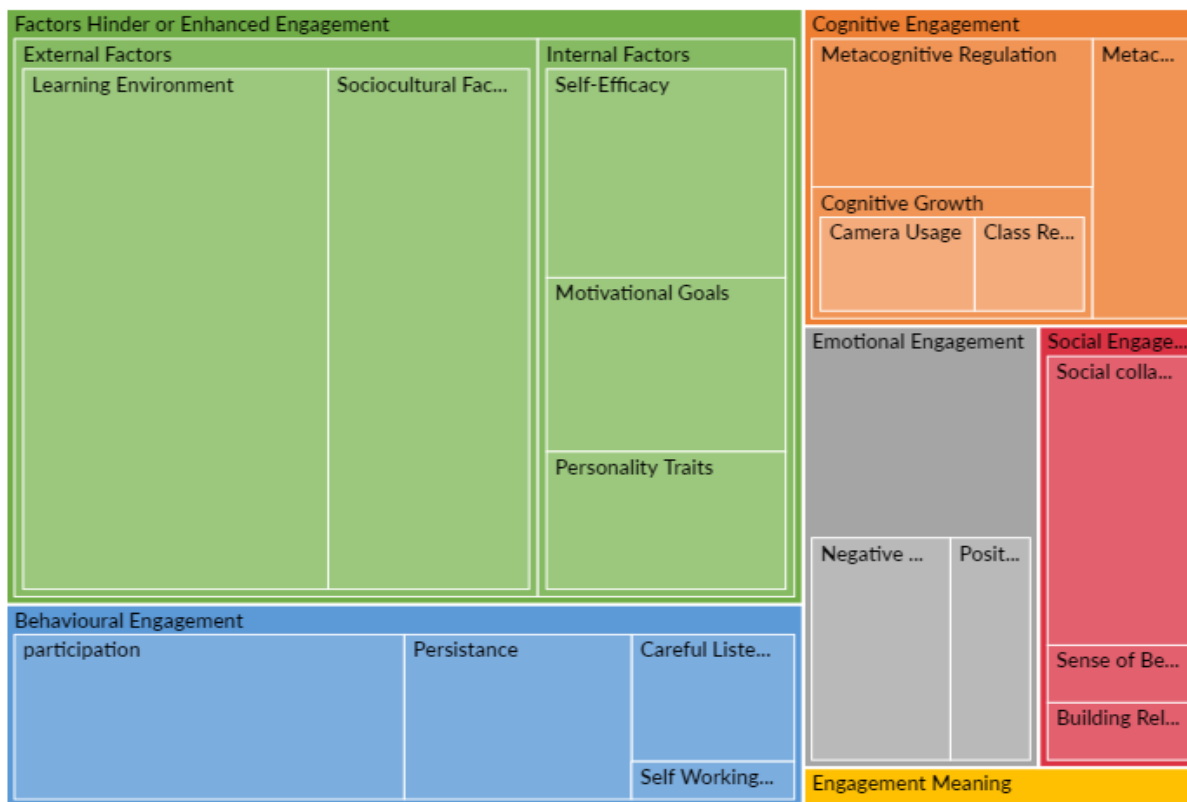 Factors Hinder or Enhanced Engagement
External Factors
Learning Environment
Sociocultural Fac...
Internal Factors
Self-Efficacy
Motivational Goals
Personality Traits
Behavioural Engagement
participation
Persistance
Careful Liste...
Self Working...
Cognitive Engagement
Metacognitive Regulation
Metac...
Cognitive Growth
Camera Usage
Class Re...
Emotional Engagement
Negative ...
Posit...
Social Engage...
Social colla...
Sense of Be...
Building Rel...
Engagement Meaning